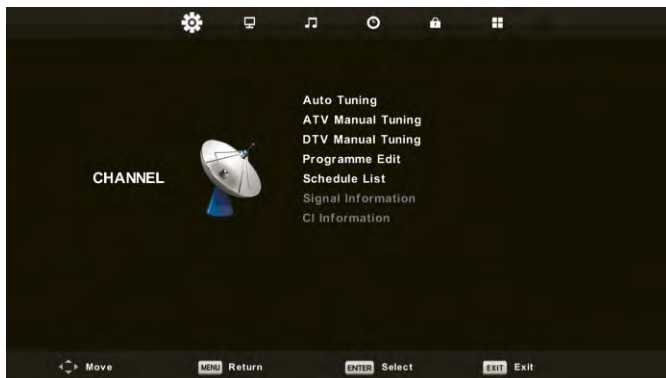 Auto Tuning
ATV Manual Tuning
DTV Manual Tuning
Programme Edit
CHANNEL
Schedule List
Signal Information
CI Information
Move MENU Return ENTER Select EXIT Exit